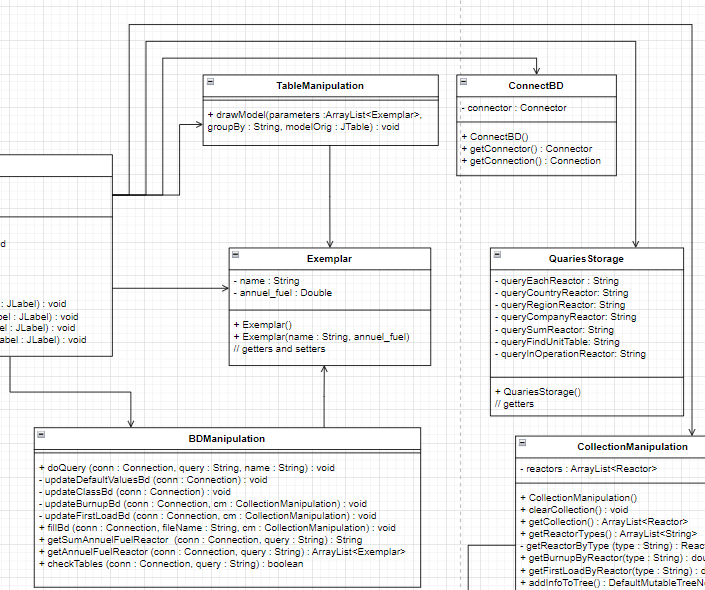 TableManipulation
+ drawModel(parameters :ArrayList<Exemplar>,
groupBy : String, modelOrig : JTable) : void
ConnectBD
- connector : Connector
+ ConnectBD()
+ getConnector() : Connector
+ getConnection() : Connection
d
: JLabel) : void
bel : JLabel) : void
el : JLabel) : void
el : JLabel) : void
Exemplar
- name : String
- annuel_fuel : Double
+ Exemplar()
+ Exemplar(name : String, annuel_fuel)
// getters and setters
QuariesStorage
- queryEachReactor : String
- queryCountryReactor: String
- queryRegionReactor: String
- queryCompanyReactor: String
- querySumReactor: String
- queryFindUnitTable: String
- queryInOperationReactor: String
+ QuariesStorage()
// getters
BDManipulation
+ doQuery (conn : Connection, query : String, name : String) : void
- updateDefaultValuesBd (conn : Connection) : void
- updateClassBd (conn : Connection) : void
- updateBurnupBd (conn : Connection, cm : CollectionManipulation) : void
- updateFirstLoadBd (conn : Connection, cm : CollectionManipulation) : void
+ fillBd (conn : Connection, fileName : String, cm : CollectionManipulation) : void
+ getSumAnnuelFuelReactor (conn : Connection, query : String) : String
+ getAnnuelFuelReactor (conn : Connection, query : String) : ArrayList<Exemplar>
+ checkTables (conn : Connection, query : String) : boolean
CollectionManipulation
- reactors : ArrayList<Reactor>
+ CollectionManipulation()
+ clearCollection() : void
+ getCollection() : ArrayList<Reactor>
+ getReactorTypes() : ArrayList<String>
- getReactorByType (type : String) : Reac
+ getBurnupByReactor(type : String) : dou
+ getFirstLoadByReactor(type : String) : d
+ addInfoToTree() : DefaultMutableTreeN